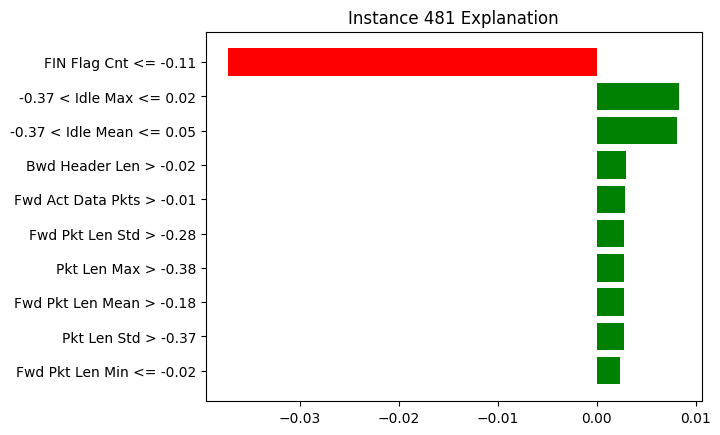 Instance 481 Explanation
FIN Flag Cnt <= -0.11
-0.37 < Idle Max <= 0.02
-0.37 < Idle Mean <= 0.05
Bwd Header Len > -0.02
Fwd Act Data Pkts > -0.01
Fwd Pkt Len Std > -0.28
Pkt Len Max > -0.38
Fwd Pkt Len Mean > -0.18
Pkt Len Std > -0.37
Fwd Pkt Len Min <= -0.02
−0.03 −0.02 −0.01 0.00 0.01